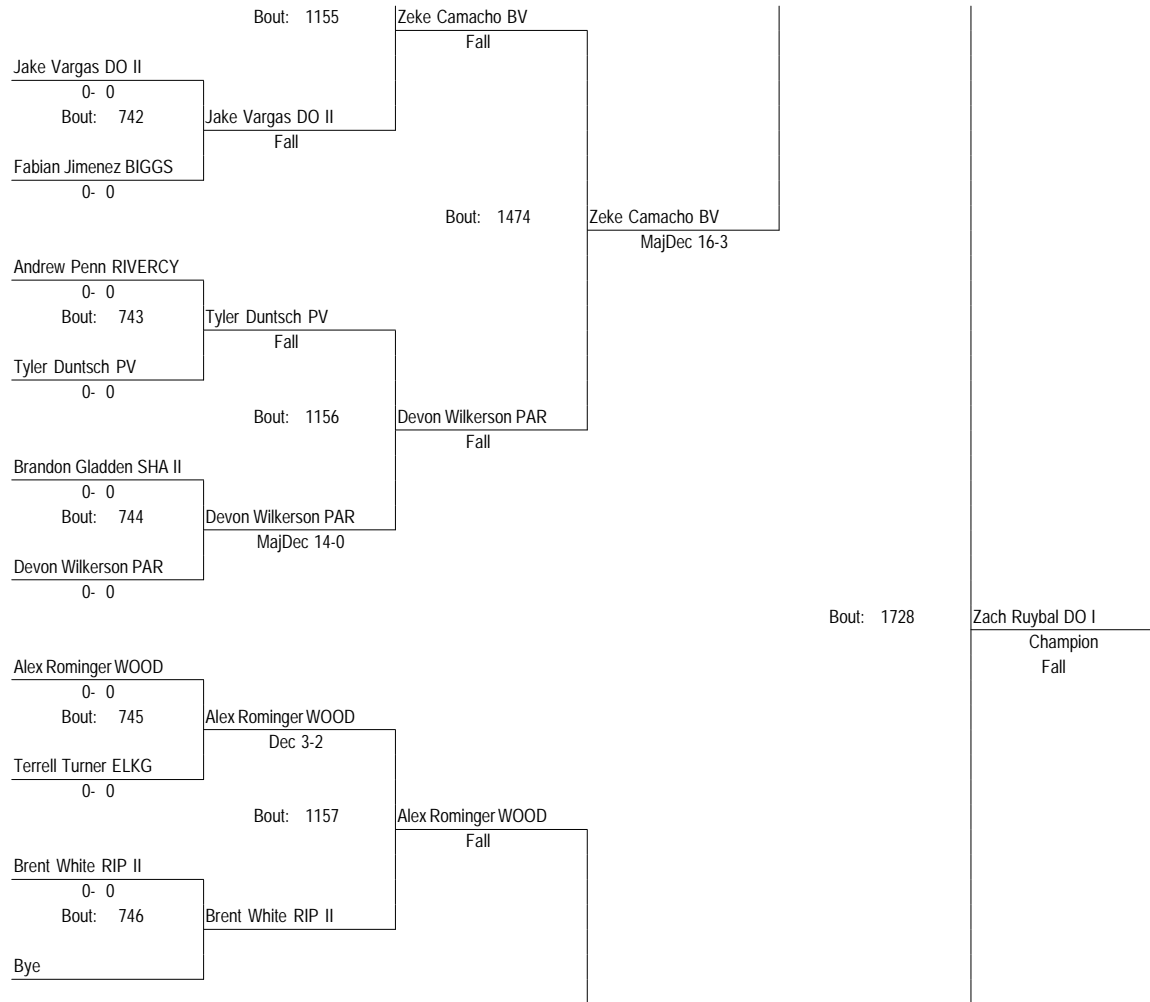 Bout: 1155 Zeke Camacho BV
Fall
Jake Vargas DO II
0- 0
Bout: 742 Jake Vargas DO II
Fall
Fabian Jimenez BIGGS
0- 0
Bout: 1474 Zeke Camacho BV
MajDec 16-3
Andrew Penn RIVERCY
0- 0
Bout: 743 Tyler Duntsch PV
Fall
Tyler Duntsch PV
0- 0
Bout: 1156 Devon Wilkerson PAR
Fall
Brandon Gladden SHA II
0- 0
Bout: 744 Devon Wilkerson PAR
MajDec 14-0
Devon Wilkerson PAR
0- 0
Bout: 1728 Zach Ruybal DO I
Champion
Fall
Alex Rominger WOOD
0- 0
Bout: 745 Alex Rominger WOOD
Dec 3-2
Terrell Turner ELKG
0- 0
Bout: 1157 Alex Rominger WOOD
Fall
Brent White RIP II
0- 0
Bout: 746 Brent White RIP II
Bye